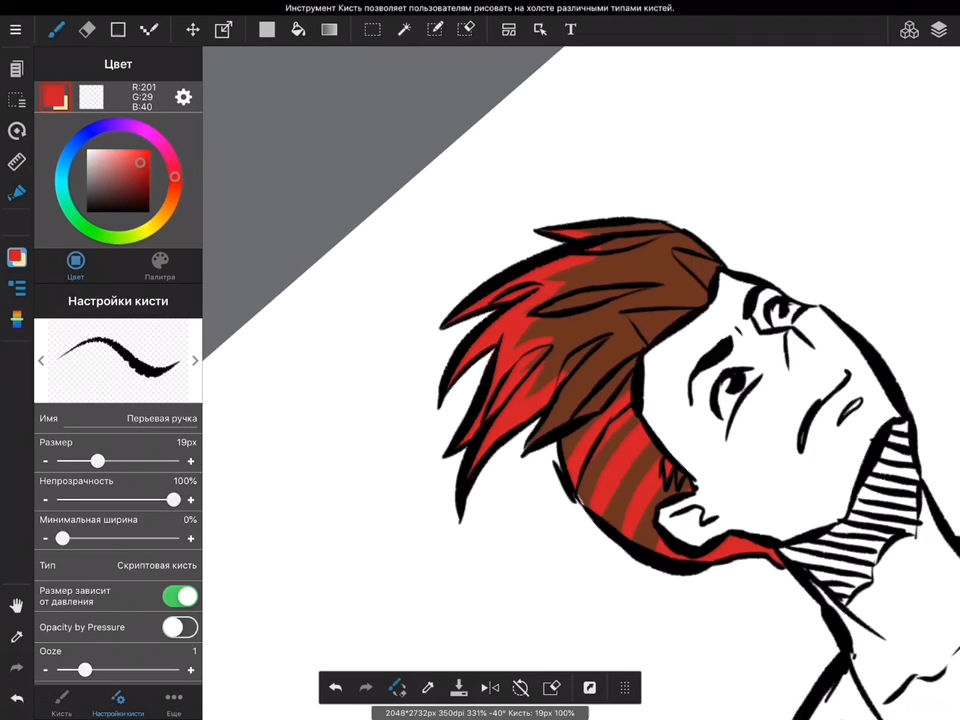 Инструмент Кисть позволяет пользователям рисовать на холсте различными типами кистей.
T
Цвет
R:201
G:29
B:40
Цвет
Палитра
Настройки кисти
Имя Перьевая ручка
Размер 19px
- +
Непрозрачность 100%
- +
Минимальная ширина 0%
- +
Тип Скриптовая кисть
Размер зависит
от давления
Opacity by Pressure
Ooze 1
- +
Кисть Настройки кисти Еще
2048*2732px 350dpi 331% -40° Кисть: 19px 100%